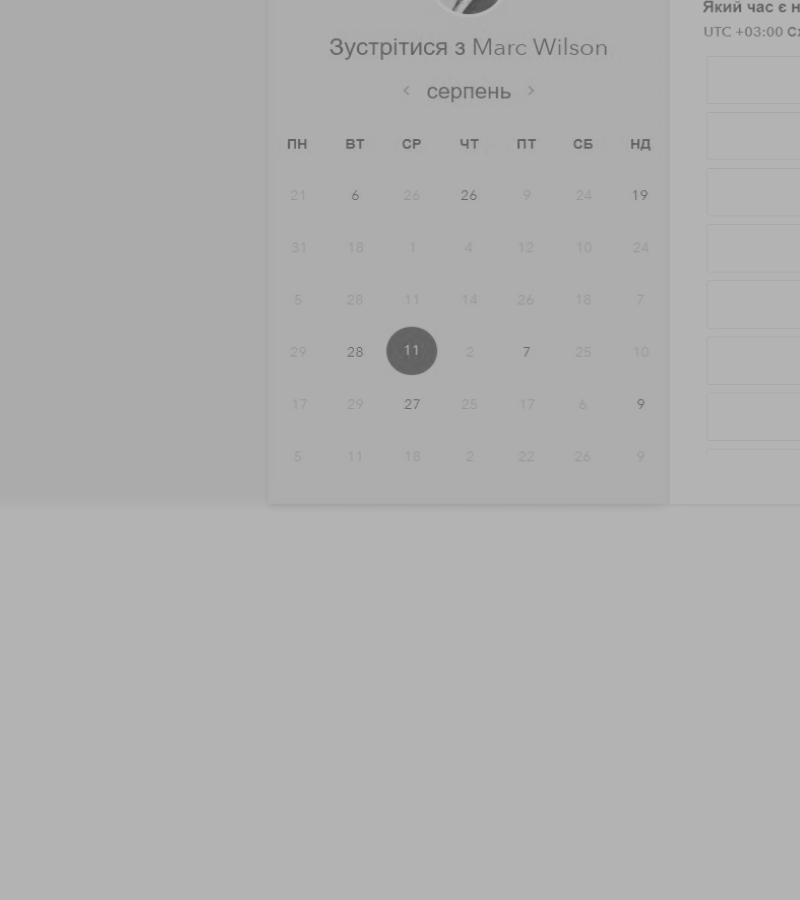 Зустрітися з Marc Wilson
‹ серпень ›
ПН ВТ СР ЧТ ПТ СБ НД
21 6 26 26 9 24 19
31 18 1 4 12 10 24
5 28 11 14 26 18 7
29 28 11 2 7 25 10
17 29 27 25 17 6 9
5 11 18 2 22 26 9
Який час є
UTC +03:00